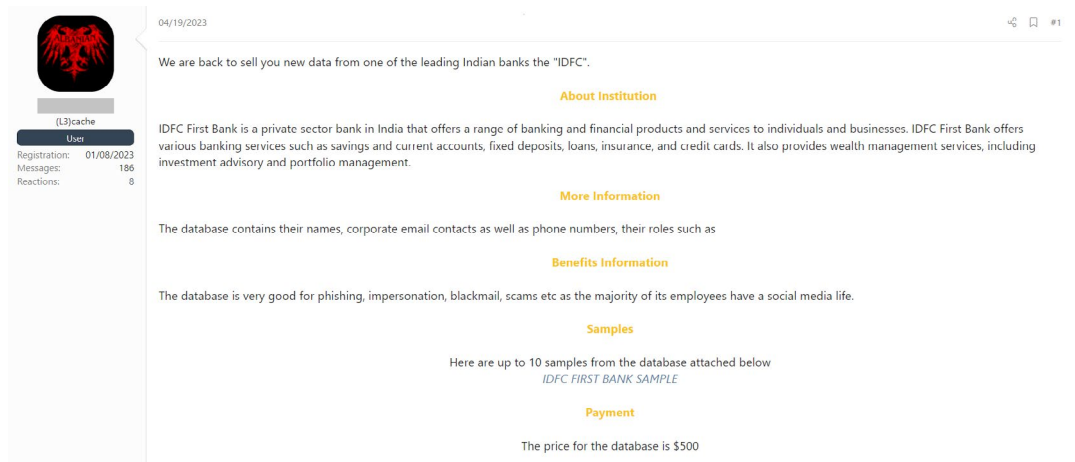 04/19/2023
#1
ALBANIAN
(L3)cache
User
Registration: 01/08/2023
Messages: 186
Reactions: 8
We are back to sell you new data from one of the leading Indian banks the "IDFC".
About Institution
IDFC First Bank is a private sector bank in India that offers a range of banking and financial products and services to individuals and businesses. IDFC First Bank offers
various banking services such as savings and current accounts, fixed deposits, loans, insurance, and credit cards. It also provides wealth management services, including
investment advisory and portfolio management.
More Information
The database contains their names, corporate email contacts as well as phone numbers, their roles such as
Benefits Information
The database is very good for phishing, impersonation, blackmail, scams etc as the majority of its employees have a social media life.
Samples
Here are up to 10 samples from the database attached below
IDFC FIRST BANK SAMPLE
Payment
The price for the database is $500